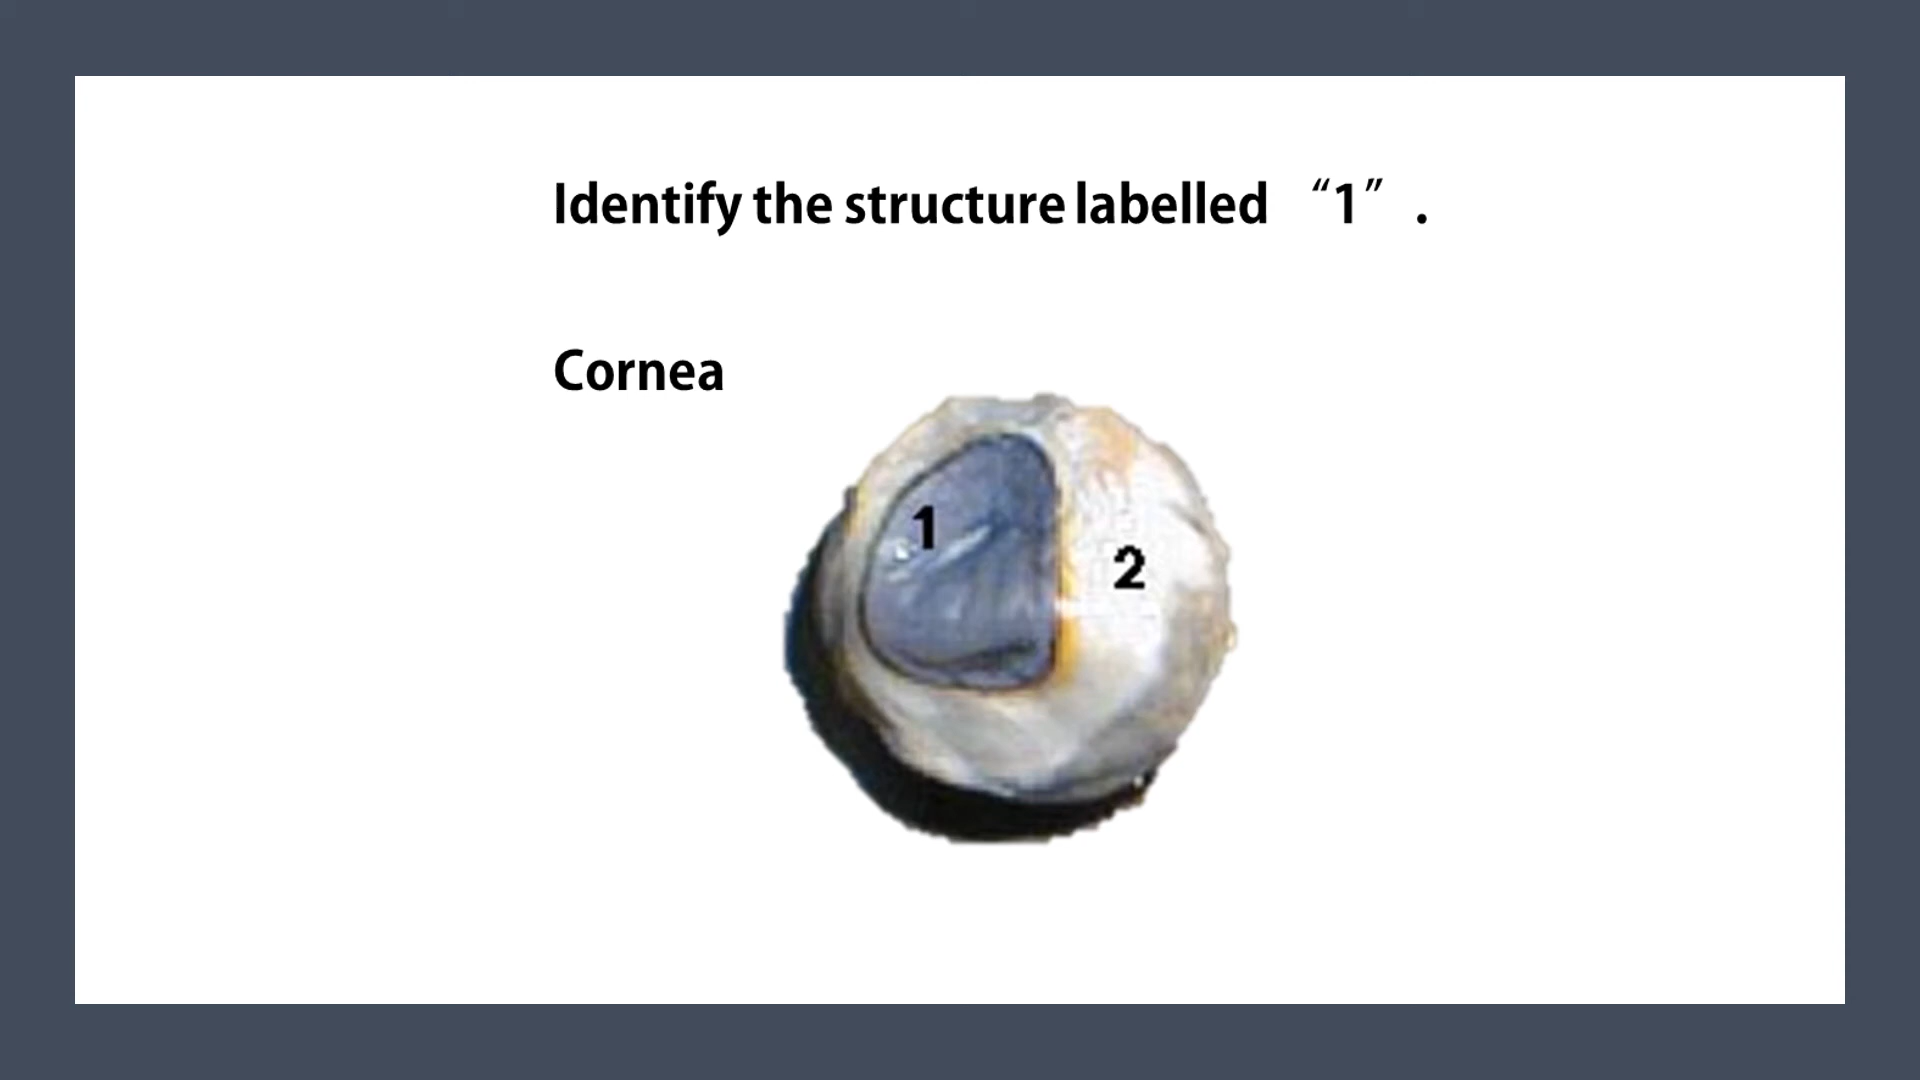 Identify the structure labelled “1”.
Cornea
1
2